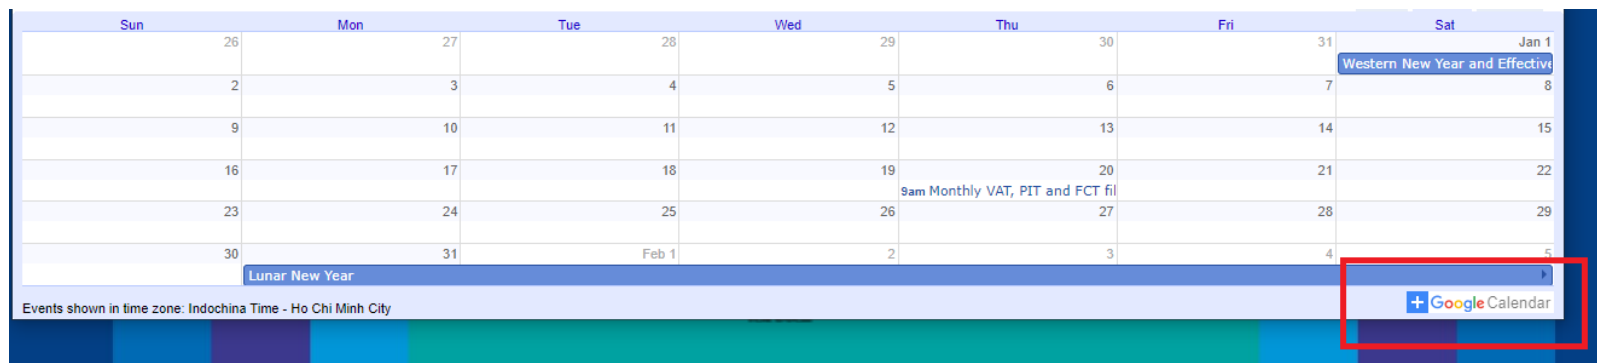 Sun Mon Tue Wed Thu Fri Sat
26 27 28 29 30 31 Jan 1
Western New Year and Effective
2 3 4 5 6 7 8
9 10 11 12 13 14 15
16 17 18 19 20 21 22
9am Monthly VAT, PIT and FCT fil
23 24 25 26 27 28 29
30 31 Feb 1 2 3 4 5
Lunar New Year
Events shown in time zone: Indochina Time - Ho Chi Minh City
+ Google Calendar